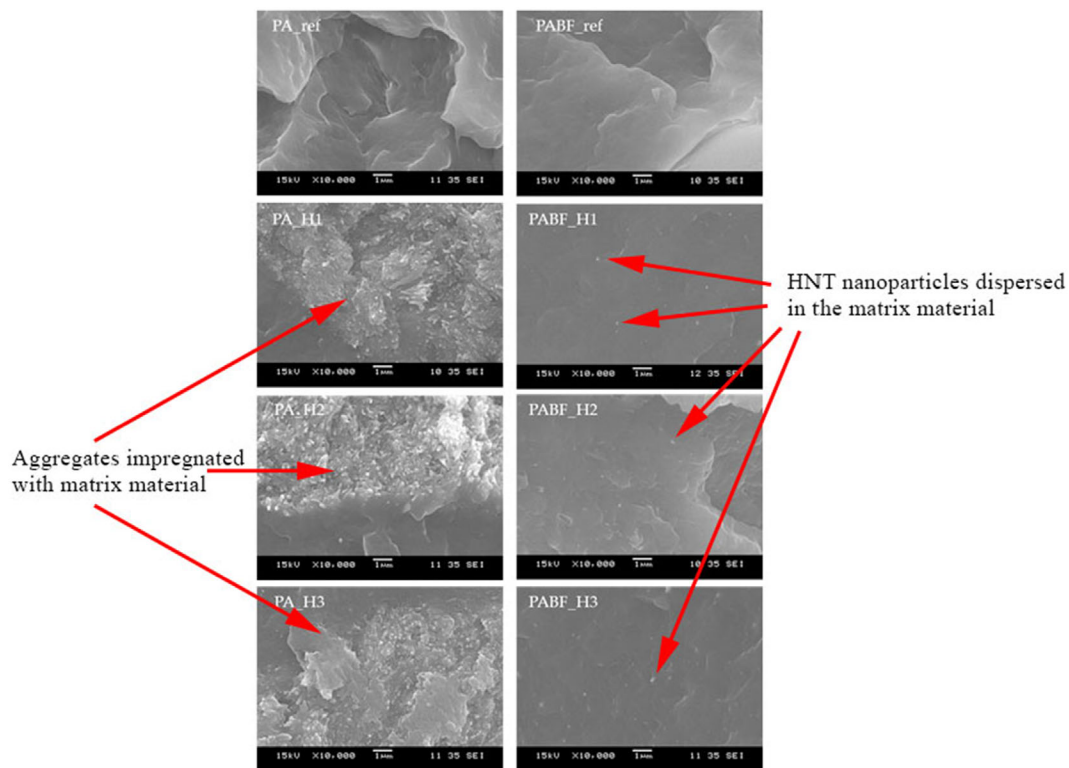 PA_ref
15kV X10,000 1μm 11 35 SEI
PABF_ref
15kV X10,000 1μm 10 35 SEI
PA_H1
15kV X10,000 1μm 10 35 SEI
PABF_H1
15kV X10,000 1μm 12 35 SEI
HNT nanoparticles dispersed
in the matrix material
Aggregates impregnated
with matrix material
PA_H2
15kV X10,000 1μm 11 35 SEI
PABF_H2
15kV X10,000 1μm 10 35 SEI
PA_H3
15kV X10,000 1μm 11 35 SEI
PABF_H3
15kV X10,000 1μm 11 35 SEI